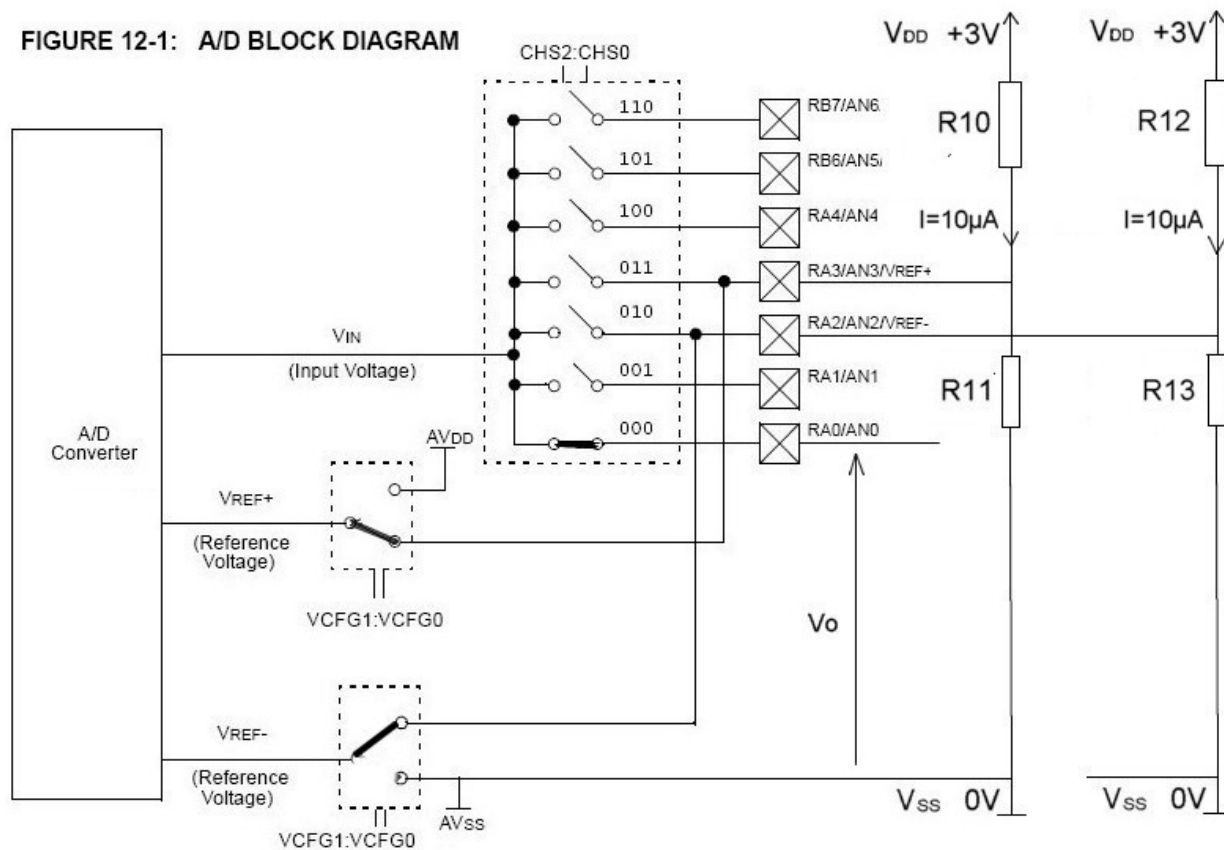 FIGURE 12-1: A/D BLOCK DIAGRAM
CHS2:CHS0
VDD +3V
VDD +3V
110
RB7/AN6
R10
R12
101
RB6/AN5/
100
RA4/AN4
I=10µA
I=10µA
011
RA3/AN3/VREF+
010
RA2/AN2/VREF-
VIN
(Input Voltage)
001
RA1/AN1
R11
R13
000
RA0/AN0
A/D
Converter
AVDD
VREF+
(Reference
Voltage)
VCFG1:VCFG0
Vo
VREF-
(Reference
Voltage)
AVSS
VSS 0V
VSS 0V
VCFG1:VCFG0